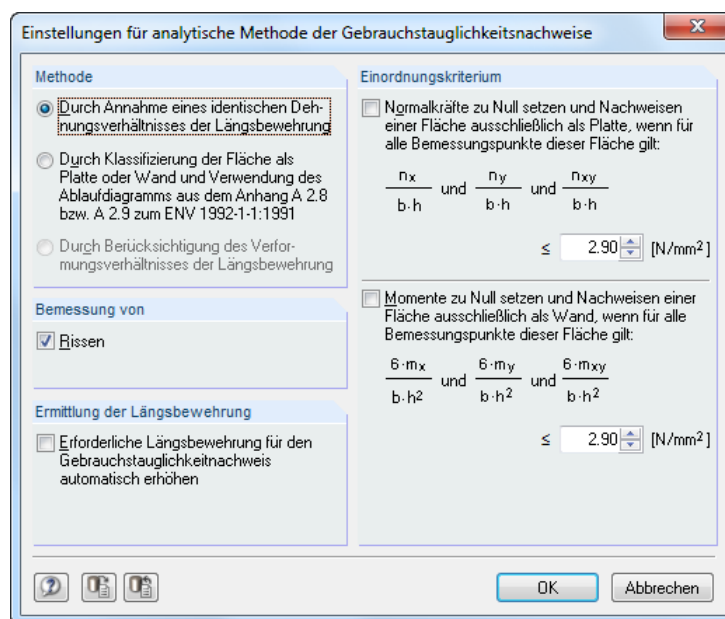 Einstellungen für analytische Methode der Gebrauchstauglichkeitsnachweise
Methode
Durch Annahme eines identischen Deh-
nungsverhältnisses der Längsbewehrung
Durch Klassifizierung der Fläche als
Platte oder Wand und Verwendung des
Ablaufdiagramms aus dem Anhang A 2.8
bzw. A 2.9 zum ENV 1992-1-1:1991
Durch Berücksichtigung des Verfor-
mungsverhältnisses der Längsbewehrung
Bemessung von
Rissen
Ermittlung der Längsbewehrung
Erforderliche Längsbewehrung für den
Gebrauchstauglichkeitnachweis
automatisch erhöhen
Einordnungskriterium
Normalkräfte zu Null setzen und Nachweisen
einer Fläche ausschließlich als Platte, wenn für
alle Bemessungspunkte dieser Fläche gilt:
nx und ny und nxy
b·h b·h b·h
≤ 2.90 [N/mm²]
Momente zu Null setzen und Nachweisen einer
Fläche ausschließlich als Wand, wenn für alle
Bemessungspunkte dieser Fläche gilt:
6·mx und 6·my und 6·mxy
b·h² b·h² b·h²
≤ 2.90 [N/mm²]
OK
Abbrechen